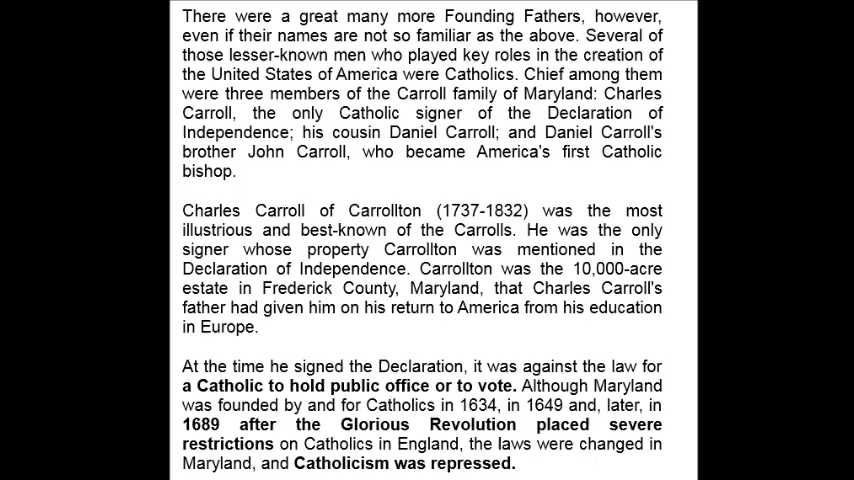 There were a great many more Founding Fathers, however,
even if their names are not so familiar as the above. Several of
those lesser-known men who played key roles in the creation of
the United States of America were Catholics. Chief among them
were three members of the Carroll family of Maryland: Charles
Carroll, the only Catholic signer of the Declaration of
Independence; his cousin Daniel Carroll; and Daniel Carroll's
brother John Carroll, who became America's first Catholic
bishop.
Charles Carroll of Carrollton (1737-1832) was the most
illustrious and best-known of the Carrolls. He was the only
signer whose property Carrollton was mentioned in the
Declaration of Independence. Carrollton was the 10,000-acre
estate in Frederick County, Maryland, that Charles Carroll's
father had given him on his return to America from his education
in Europe.
At the time he signed the Declaration, it was against the law for
a Catholic to hold public office or to vote. Although Maryland
was founded by and for Catholics in 1634, in 1649 and, later, in
1689 after the Glorious Revolution placed severe
restrictions on Catholics in England, the laws were changed in
Maryland, and Catholicism was repressed.